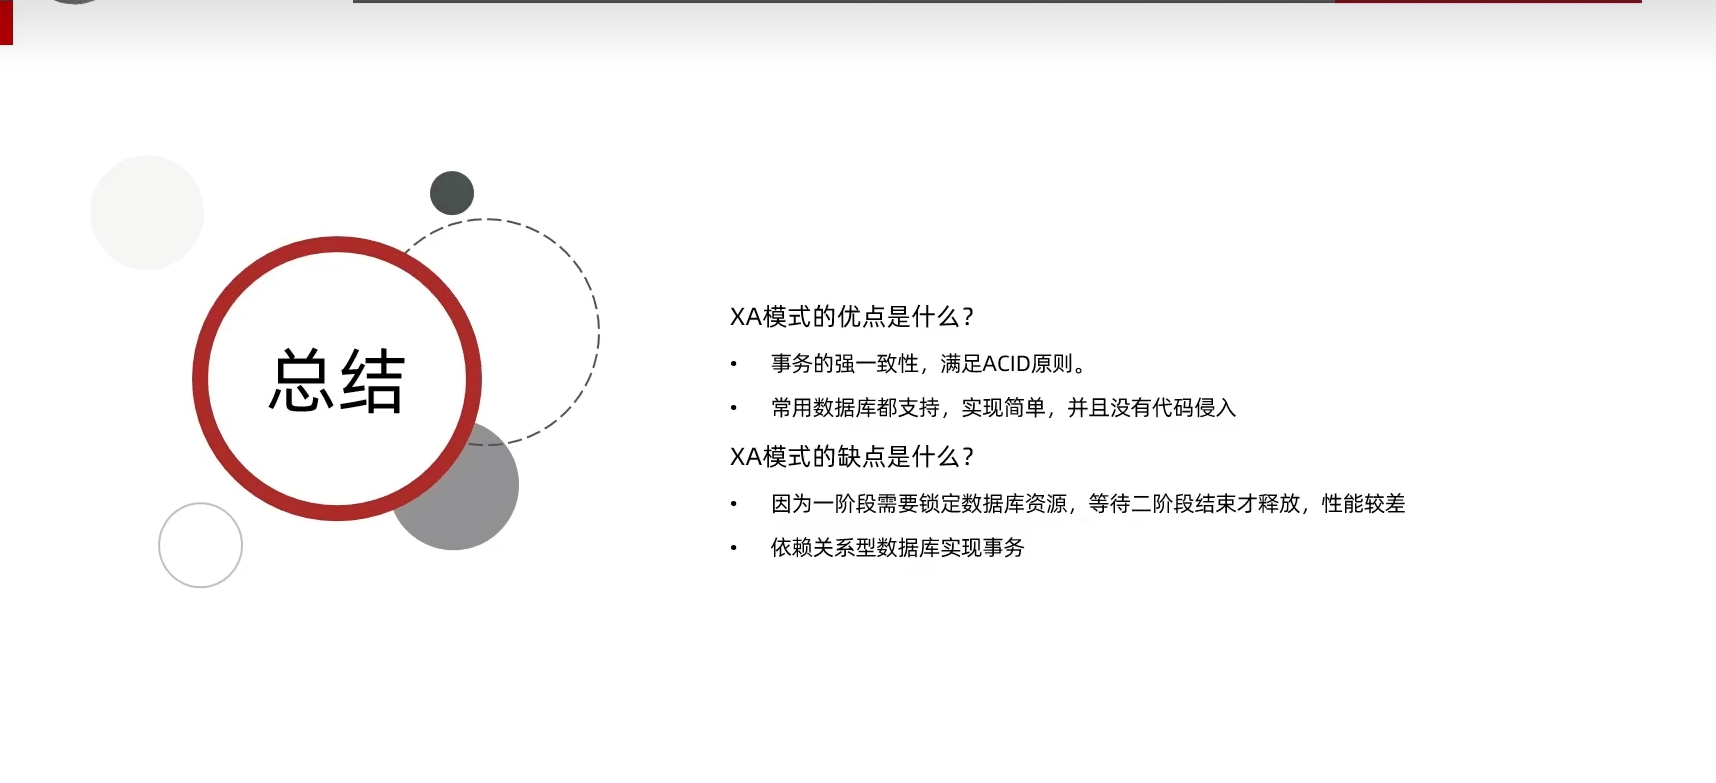 总结
XA模式的优点是什么？
• 事务的强一致性，满足ACID原则。
• 常用数据库都支持，实现简单，并且没有代码侵入
XA模式的缺点是什么？
• 因为一阶段需要锁定数据库资源，等待二阶段结束才释放，性能较差
• 依赖关系型数据库实现事务